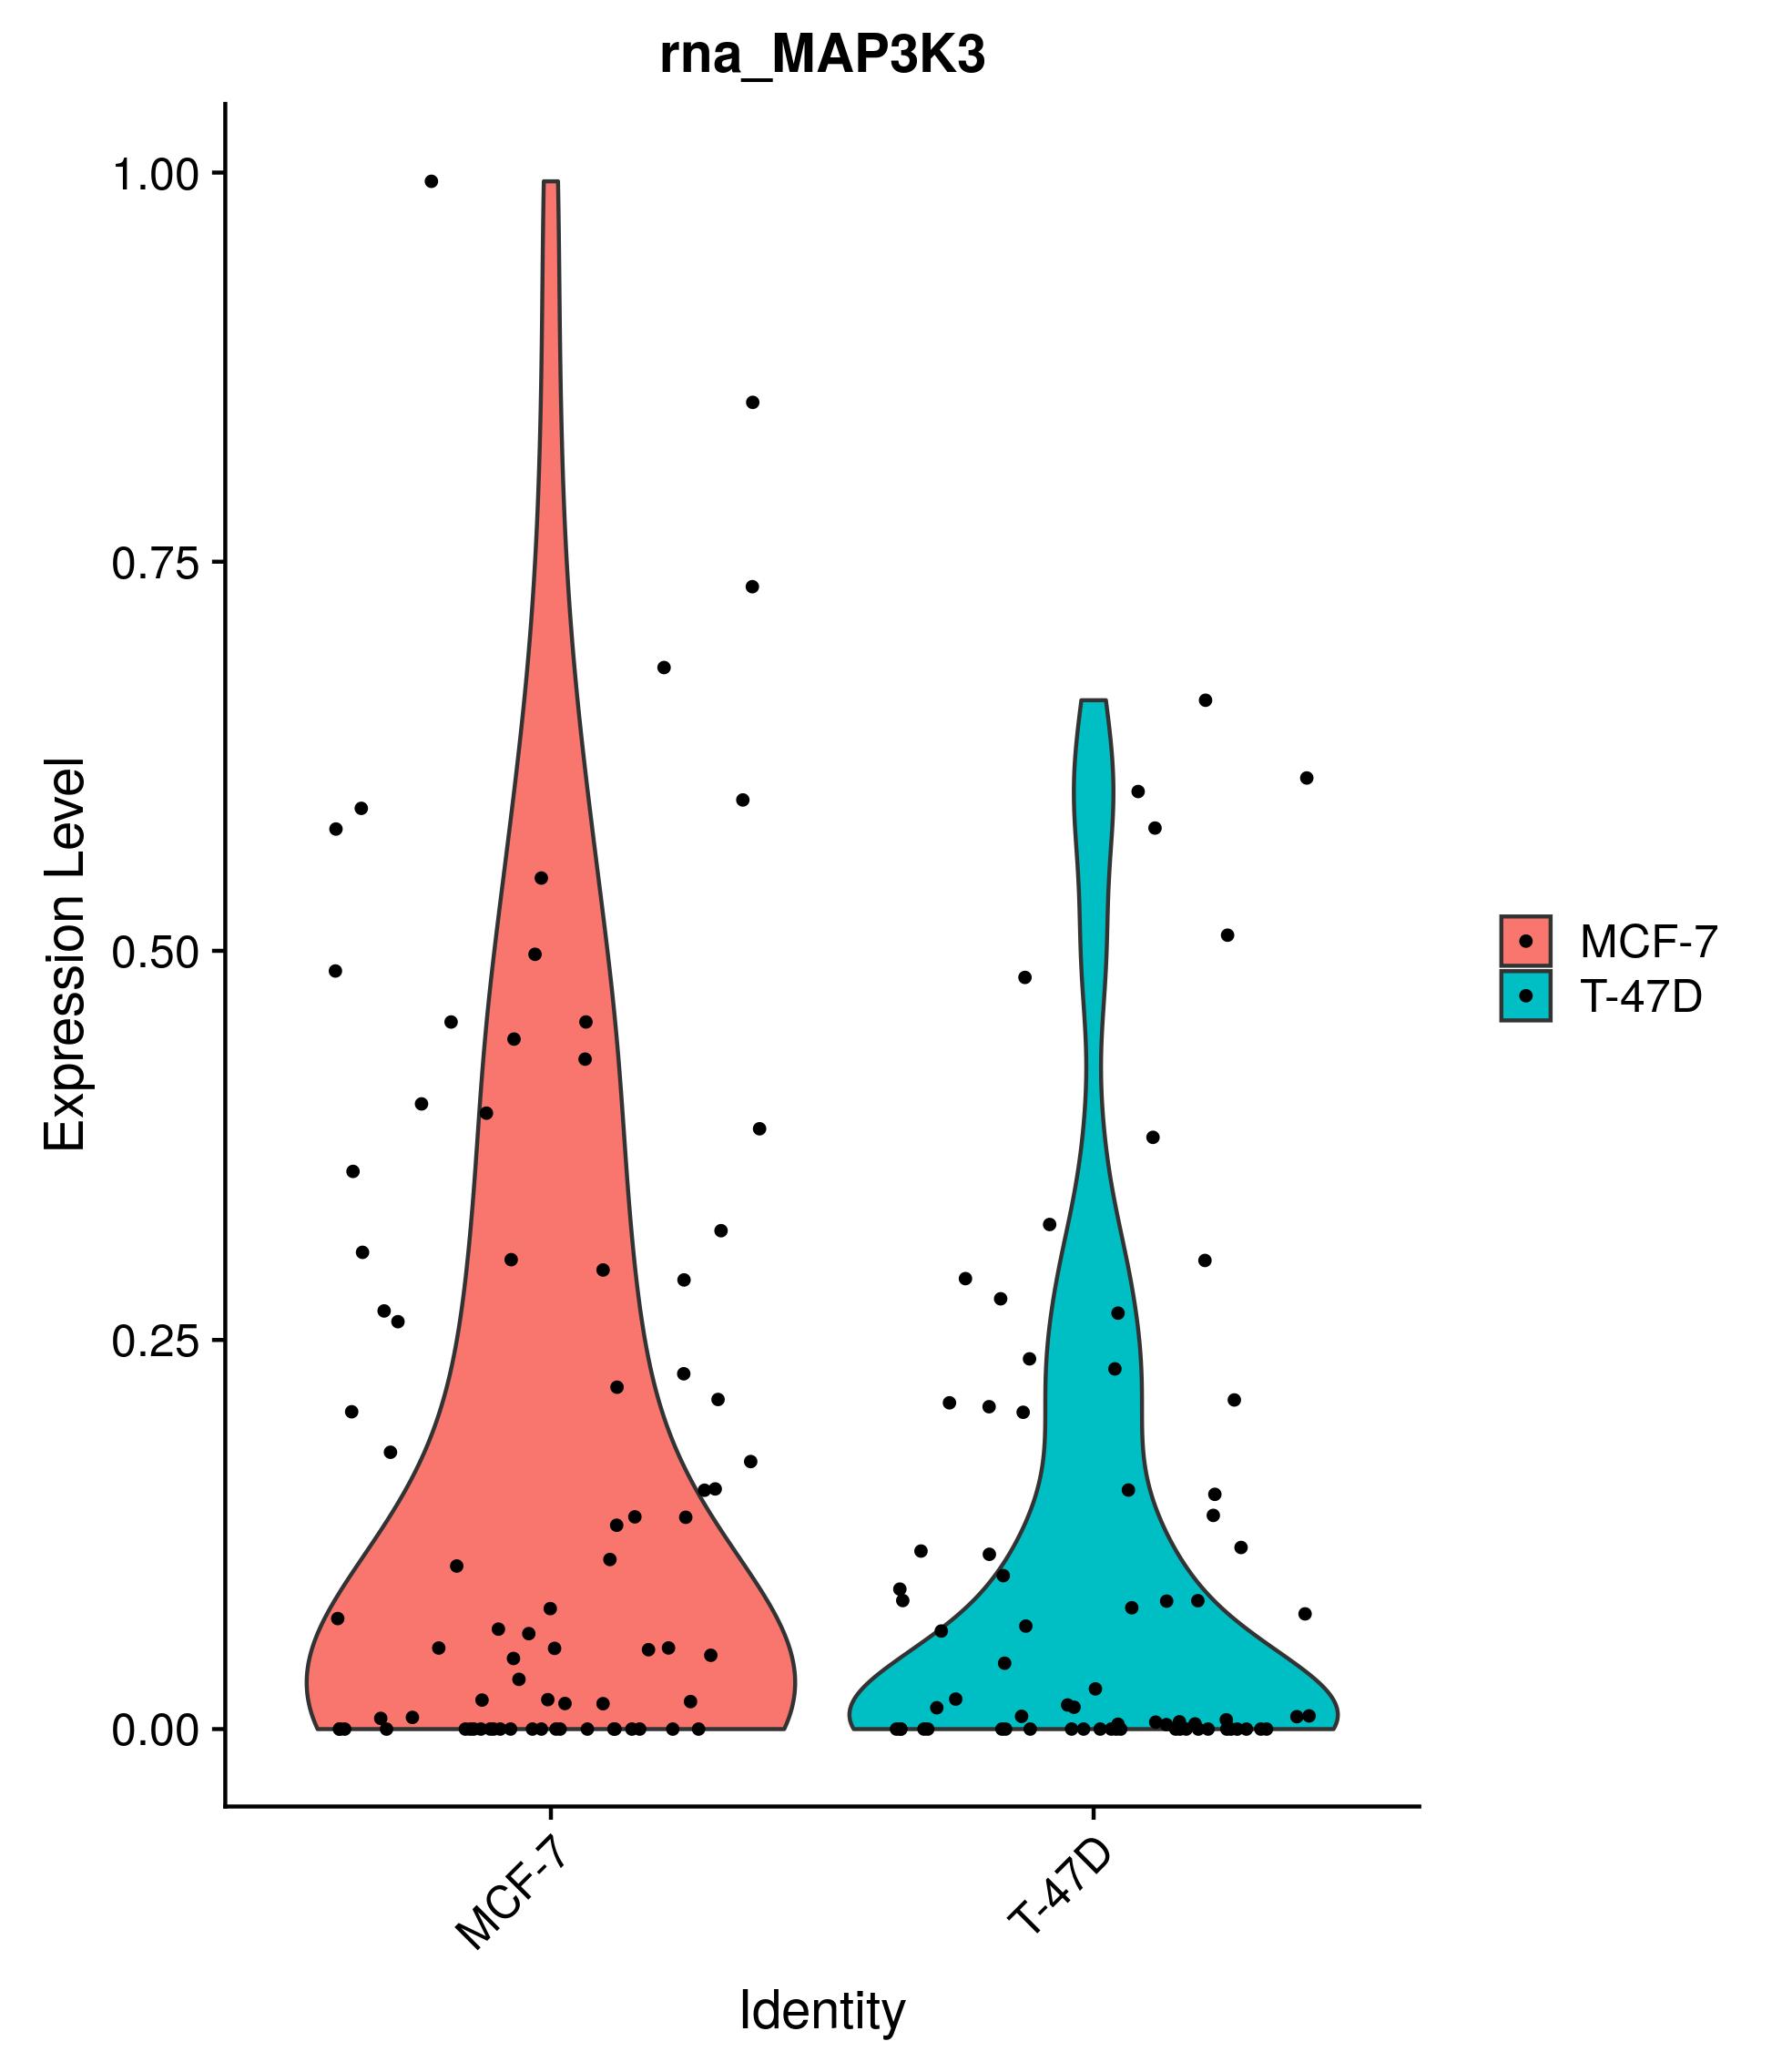 rna_MAP3K3
Expression Level
1.00
0.75
0.50
0.25
0.00
MCF-7
T-47D
Identity
MCF-7
T-47D